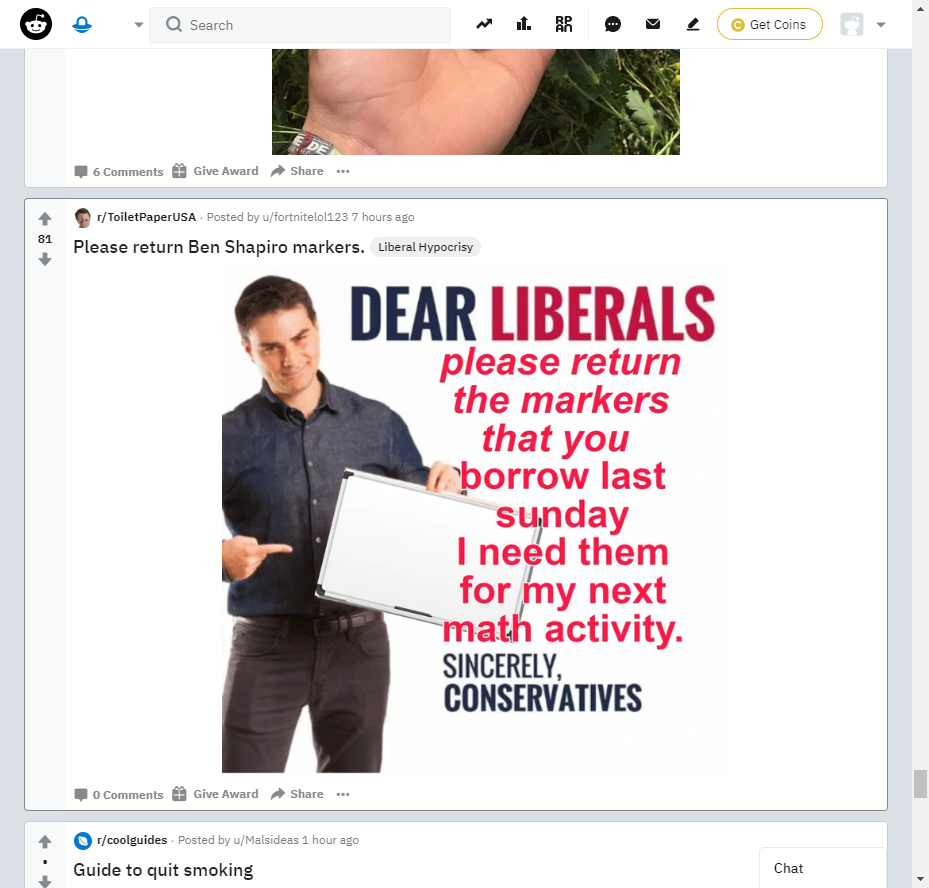 Search
RPAN
Get Coins
6 Comments
Give Award
Share
r/ToiletPaperUSA · Posted by u/fortnitelol123 7 hours ago
81
Please return Ben Shapiro markers.
Liberal Hypocrisy
DEAR LIBERALS
please return
the markers
that you
borrow last
sunday
I need them
for my next
math activity.
SINCERELY,
CONSERVATIVES
0 Comments
Give Award
Share
r/coolguides · Posted by u/Malsideas 1 hour ago
Guide to quit smoking
Chat